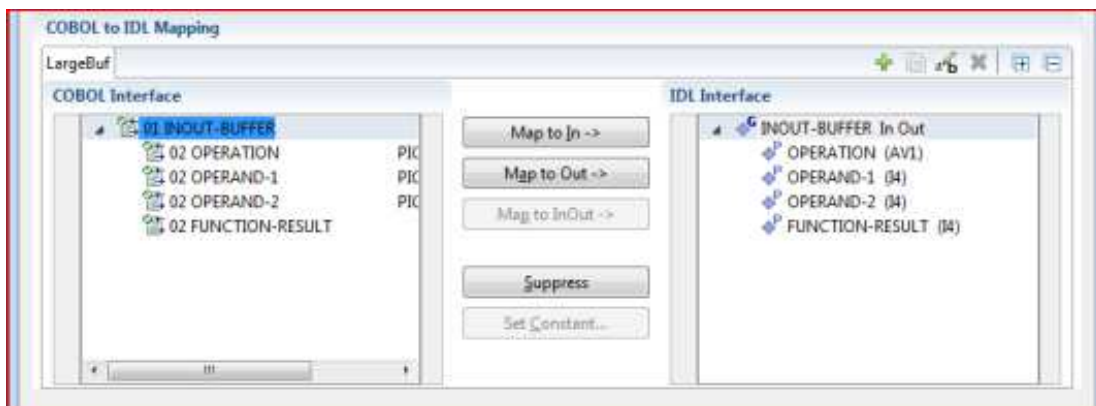 COBOL to IDL Mapping
LargeBuf
COBOL Interface
IDL Interface
01 INOUT-BUFFER
02 OPERATION PIC
02 OPERAND-1 PIC
02 OPERAND-2 PIC
02 FUNCTION-RESULT
Map to In ->
Map to Out ->
Map to InOut ->
Suppress
Set Constant...
INOUT-BUFFER In Out
OPERATION (AV1)
OPERAND-1 (I4)
OPERAND-2 (I4)
FUNCTION-RESULT (I4)